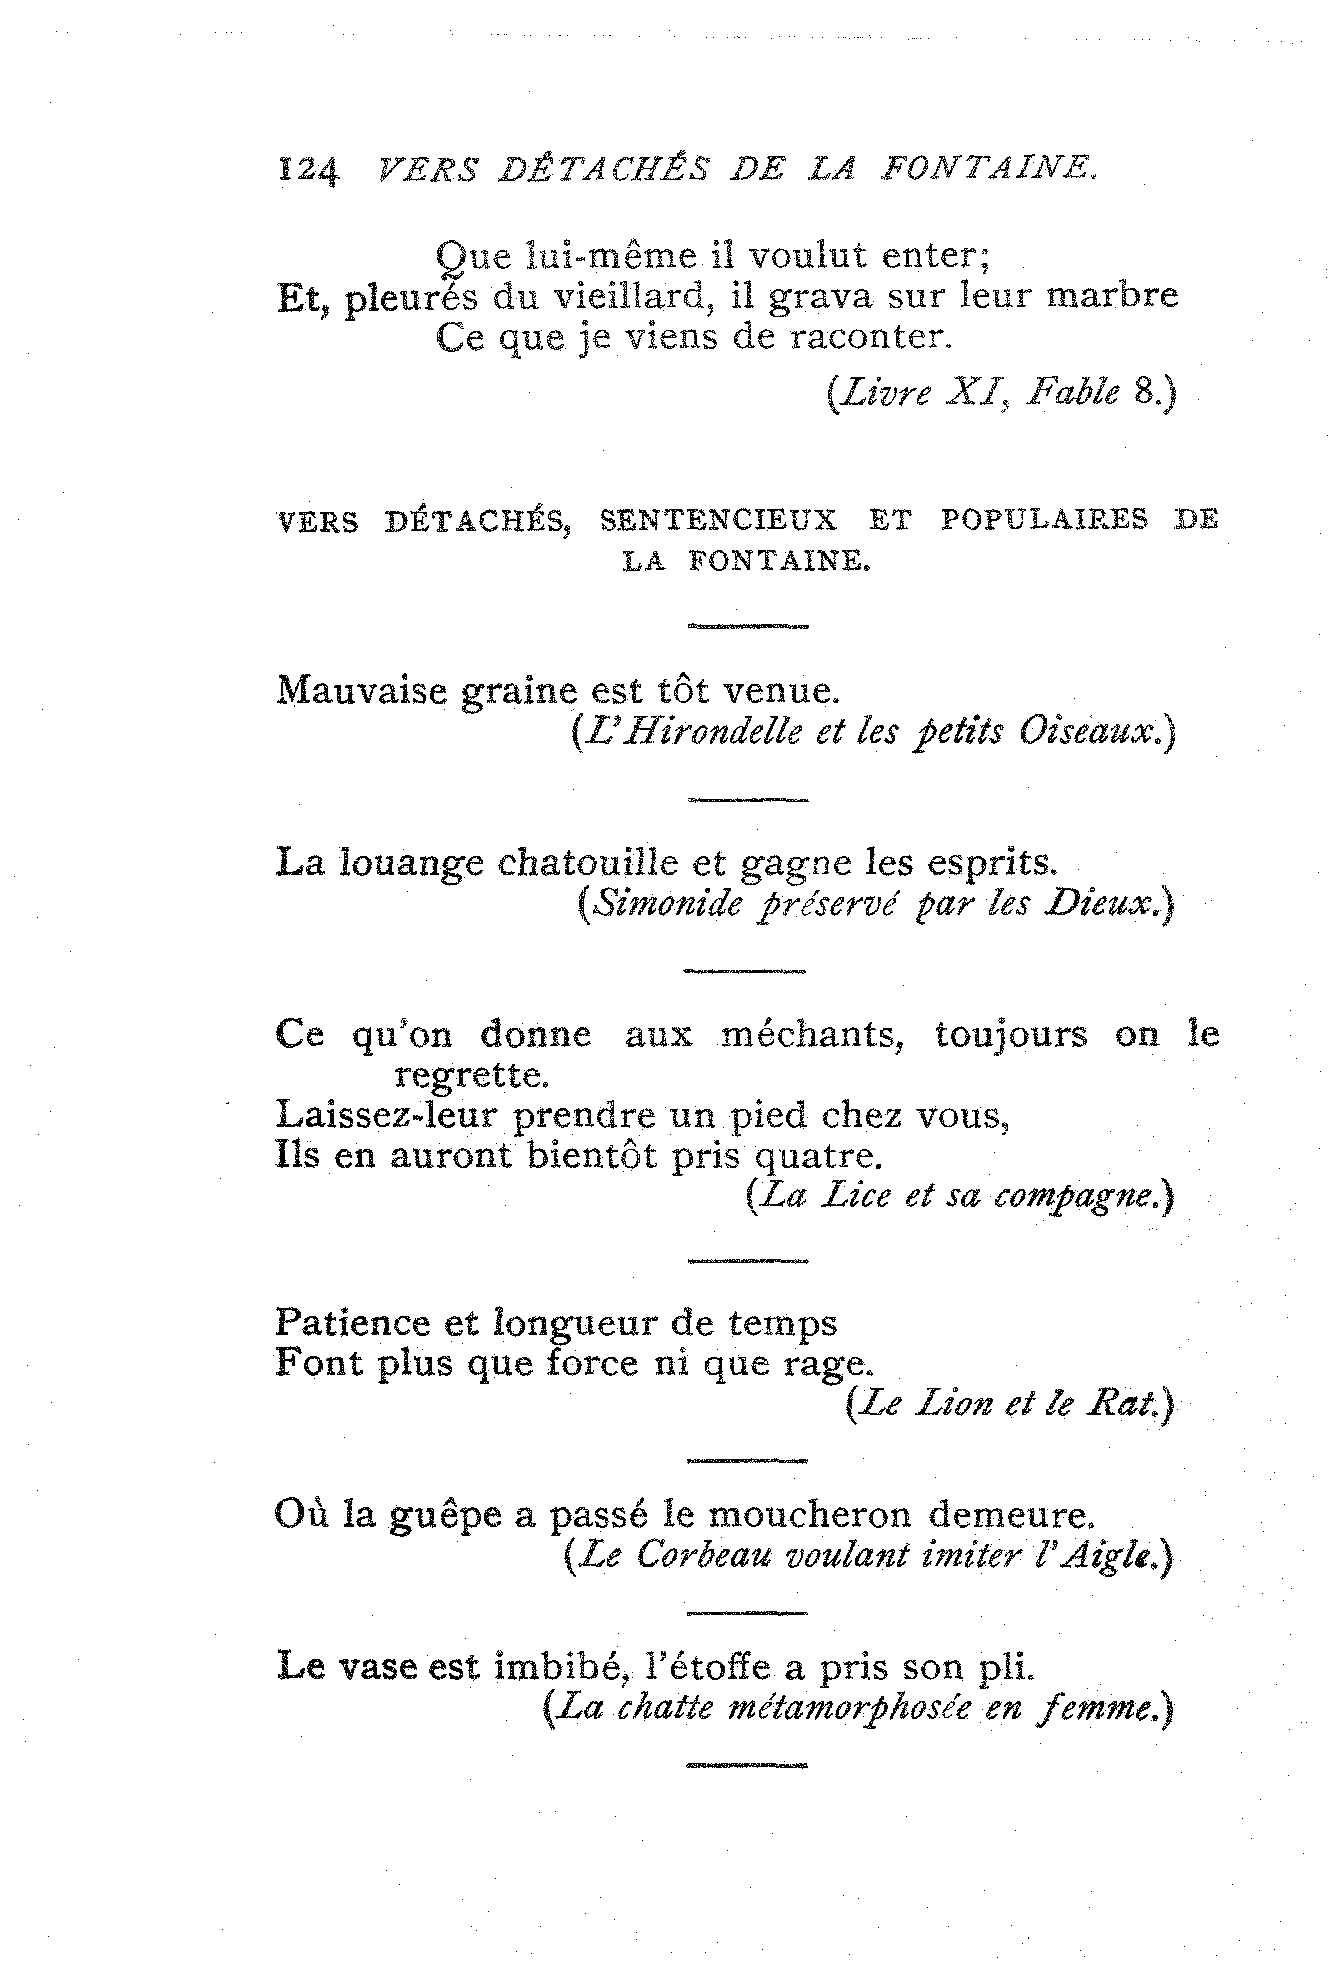 124 VERS DÉTACHÉS DE LA FONTAINE.
Que lui-même il voulut enter;
Et, pleurés du vieillard, il grava sur leur marbre
Ce que je viens de raconter.
(Livre XI, Fable 8.)
VERS DÉTACHÉS, SENTENCIEUX ET POPULAIRES DE
LA FONTAINE.
Mauvaise graine est tôt venue.
(L'Hirondelle et les petits Oiseaux.)
La louange chatouille et gagne les esprits.
(Simonide préservé par les Dieux.)
Ce qu'on donne aux méchants, toujours on le
regrette.
Laissez-leur prendre un pied chez vous,
Ils en auront bientôt pris quatre.
(La Lice et sa compagne.)
Patience et longueur de temps
Font plus que force ni que rage.
(Le Lion et le Rat.)
Où la guêpe a passé le moucheron demeure.
(Le Corbeau voulant imiter l'Aigle.)
Le vase est imbibé, l'étoffe a pris son pli.
(La chatte métamorphosée en femme.)